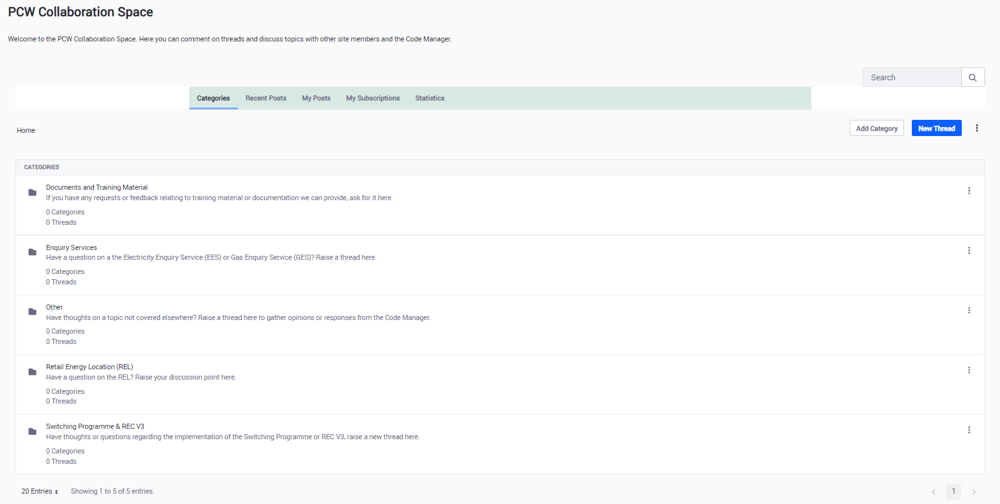 PCW Collaboration Space
Welcome to the PCW Collaboration Space. Here you can comment on threads and discuss topics with other site members and the Code Manager.
Search
Categories Recent Posts My Posts My Subscriptions Statistics
Home
Add Category New Thread
CATEGORIES
Documents and Training Material
If you have any requests or feedback relating to training material or documentation we can provide, ask for it here.
0 Categories
0 Threads
Enquiry Services
Have a question on a the Electricity Enquiry Service (EES) or Gas Enquiry Service (GES)? Raise a thread here.
0 Categories
0 Threads
Other
Have thoughts on a topic not covered elsewhere? Raise a thread here to gather opinions or responses from the Code Manager.
0 Categories
0 Threads
Retail Energy Location (REL)
Have a question on the REL? Raise your discussion point here.
0 Categories
0 Threads
Switching Programme & REC V3
Have thoughts or questions regarding the implementation of the Switching Programme or REC V3, raise a new thread here.
0 Categories
0 Threads
20 Entries Showing 1 to 5 of 5 entries. 1